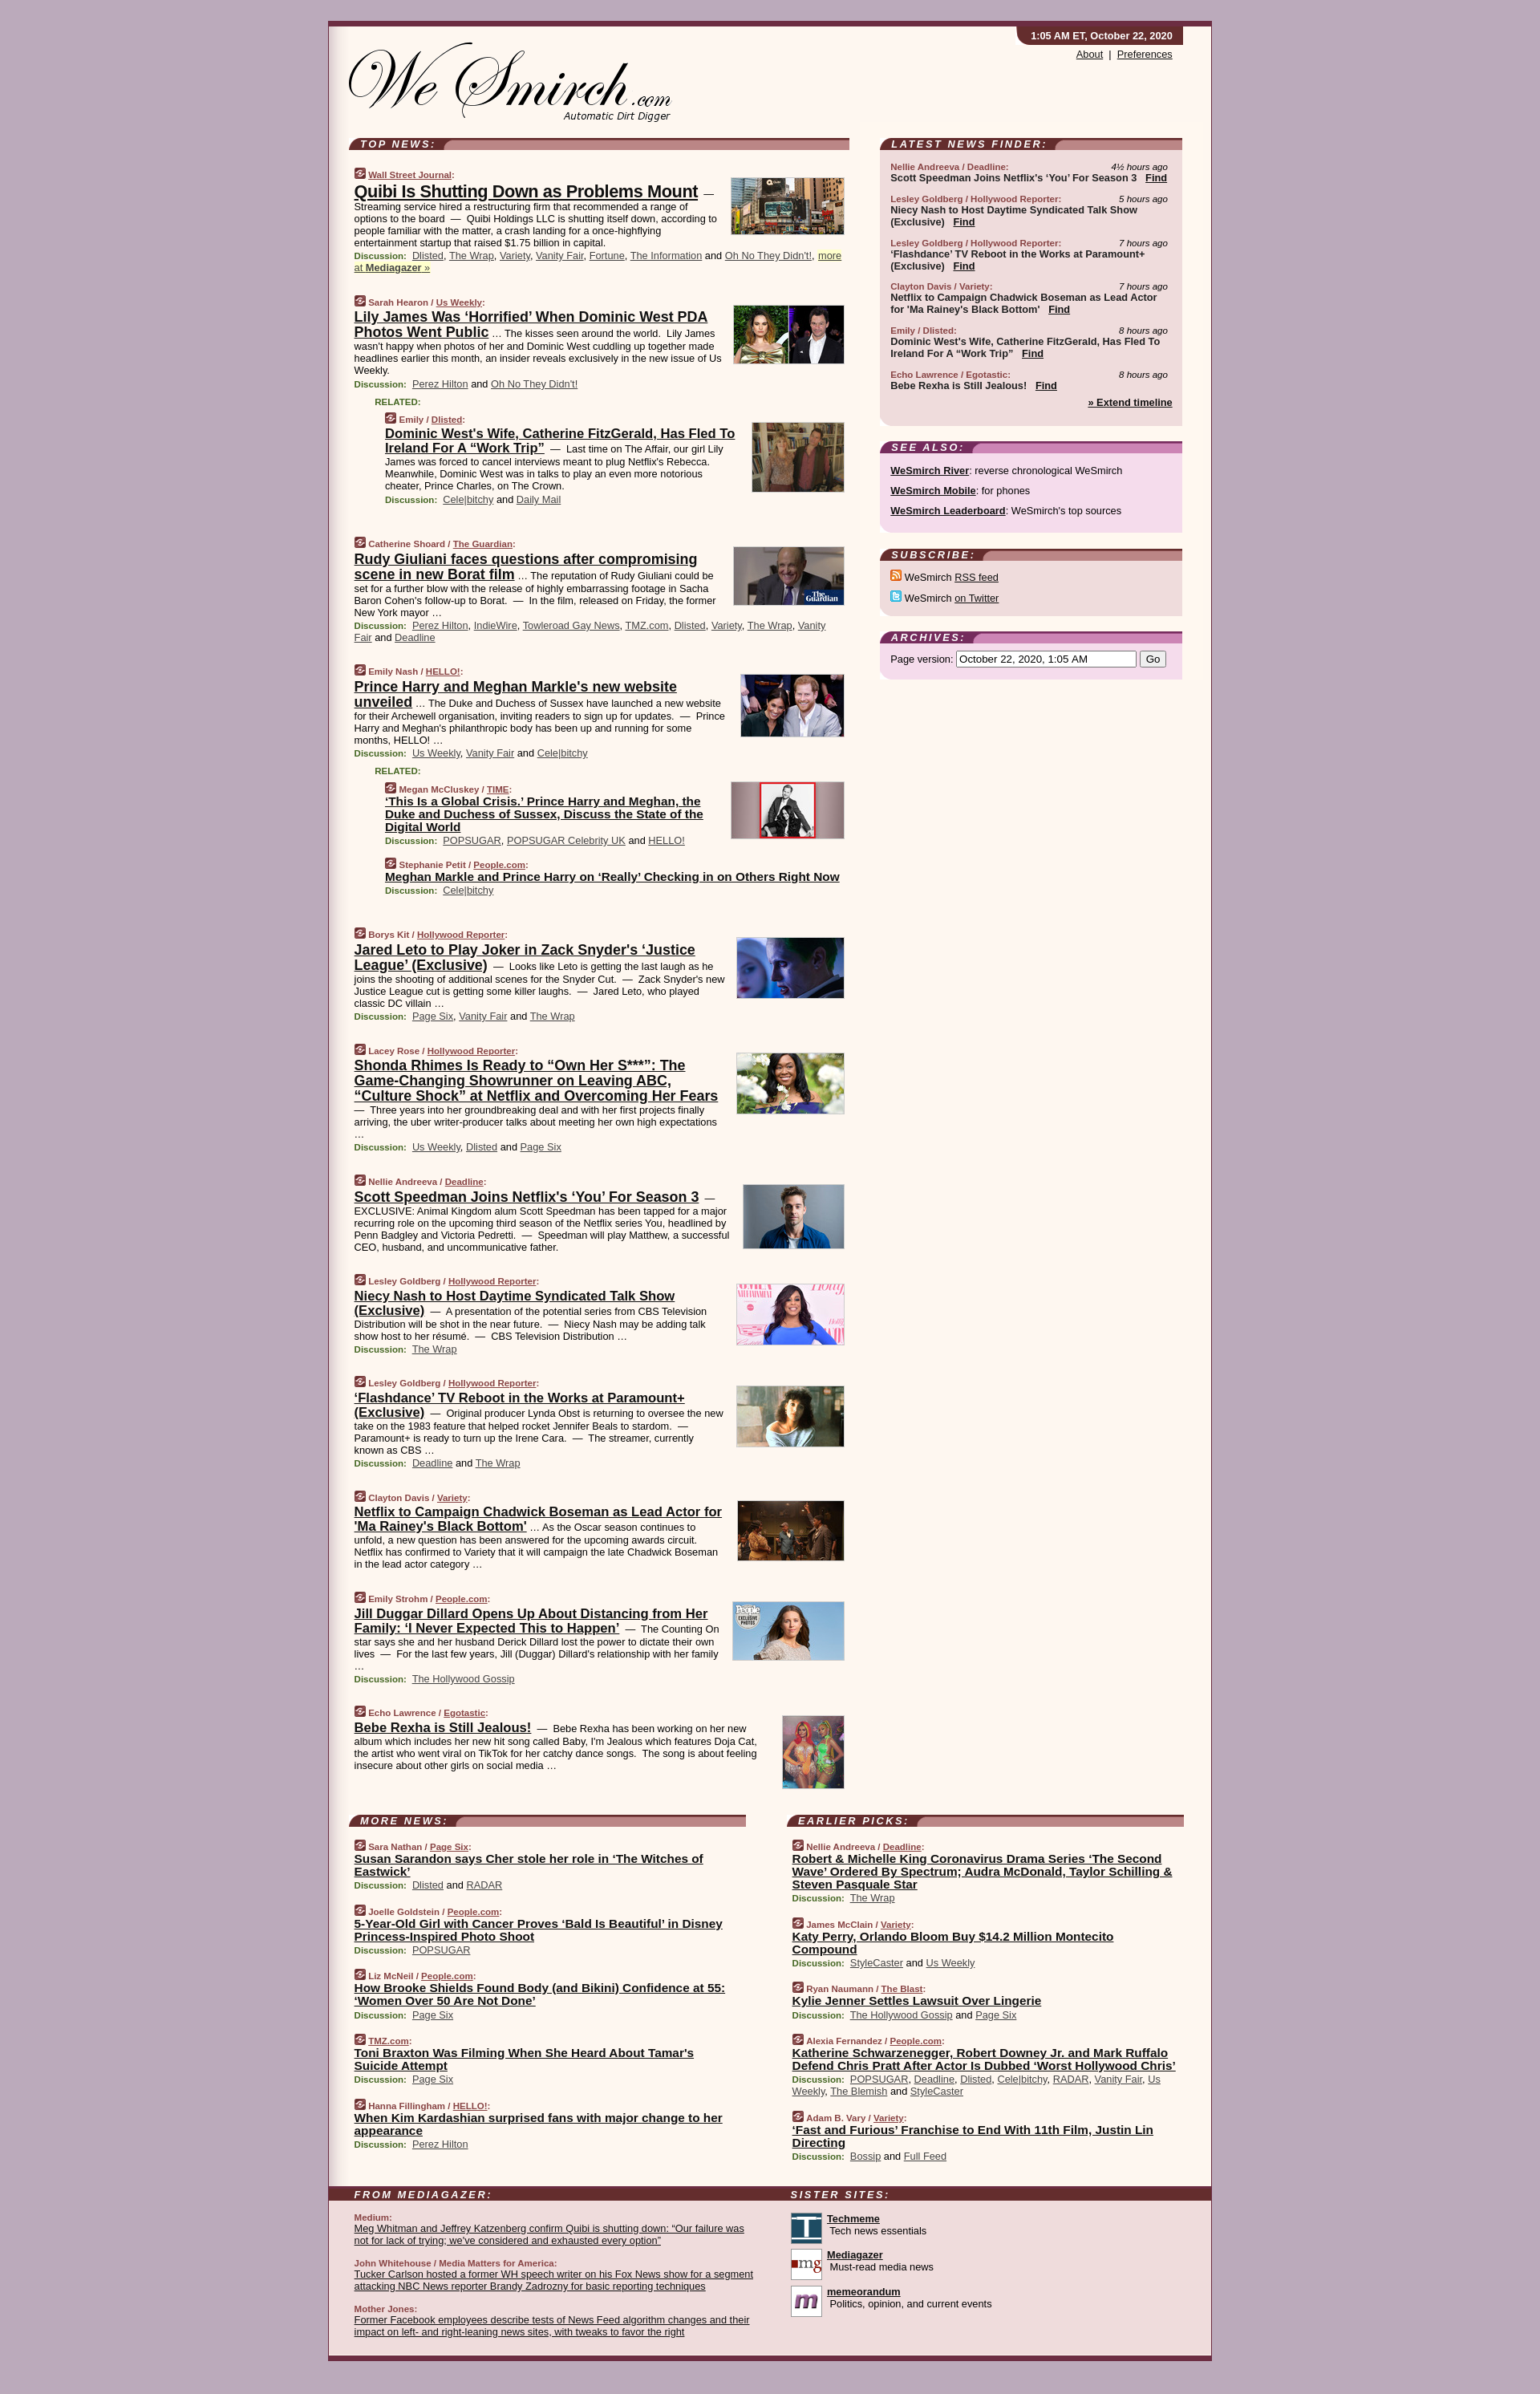 1:05 AM ET, October 22, 2020
About | Preferences
We Smirch.com
Automatic Dirt Digger
TOP NEWS:
Wall Street Journal:
Quibi Is Shutting Down as Problems Mount —
Streaming service hired a restructuring firm that recommended a range of
options to the board — Quibi Holdings LLC is shutting itself down, according to
people familiar with the matter, a crash landing for a once-highflying
entertainment startup that raised $1.75 billion in capital.
Discussion: Dlisted, The Wrap, Variety, Vanity Fair, Fortune, The Information and Oh No They Didn't!, more
at Mediagazer »
Sarah Hearon / Us Weekly:
Lily James Was ‘Horrified’ When Dominic West PDA
Photos Went Public … The kisses seen around the world. Lily James
wasn't happy when photos of her and Dominic West cuddling up together made
headlines earlier this month, an insider reveals exclusively in the new issue of Us
Weekly.
Discussion: Perez Hilton and Oh No They Didn't!
RELATED:
Emily / Dlisted:
Dominic West's Wife, Catherine FitzGerald, Has Fled To
Ireland For A “Work Trip” — Last time on The Affair, our girl Lily
James was forced to cancel interviews meant to plug Netflix's Rebecca.
Meanwhile, Dominic West was in talks to play an even more notorious
cheater, Prince Charles, on The Crown.
Discussion: Cele|bitchy and Daily Mail
Catherine Shoard / The Guardian:
Rudy Giuliani faces questions after compromising
scene in new Borat film … The reputation of Rudy Giuliani could be
set for a further blow with the release of highly embarrassing footage in Sacha
Baron Cohen's follow-up to Borat. — In the film, released on Friday, the former
New York mayor …
The Guardian
Discussion: Perez Hilton, IndieWire, Towleroad Gay News, TMZ.com, Dlisted, Variety, The Wrap, Vanity
Fair and Deadline
Emily Nash / HELLO!:
Prince Harry and Meghan Markle's new website
unveiled … The Duke and Duchess of Sussex have launched a new website
for their Archewell organisation, inviting readers to sign up for updates. — Prince
Harry and Meghan's philanthropic body has been up and running for some
months, HELLO! …
Discussion: Us Weekly, Vanity Fair and Cele|bitchy
RELATED:
Megan McCluskey / TIME:
‘This Is a Global Crisis.’ Prince Harry and Meghan, the
Duke and Duchess of Sussex, Discuss the State of the
Digital World
Discussion: POPSUGAR, POPSUGAR Celebrity UK and HELLO!
Stephanie Petit / People.com:
Meghan Markle and Prince Harry on ‘Really’ Checking in on Others Right Now
Discussion: Cele|bitchy
Borys Kit / Hollywood Reporter:
Jared Leto to Play Joker in Zack Snyder's ‘Justice
League’ (Exclusive) — Looks like Leto is getting the last laugh as he
joins the shooting of additional scenes for the Snyder Cut. — Zack Snyder's new
Justice League cut is getting some killer laughs. — Jared Leto, who played
classic DC villain …
Discussion: Page Six, Vanity Fair and The Wrap
Lacey Rose / Hollywood Reporter:
Shonda Rhimes Is Ready to “Own Her S***”: The
Game-Changing Showrunner on Leaving ABC,
“Culture Shock” at Netflix and Overcoming Her Fears
— Three years into her groundbreaking deal and with her first projects finally
arriving, the uber writer-producer talks about meeting her own high expectations
…
Discussion: Us Weekly, Dlisted and Page Six
Nellie Andreeva / Deadline:
Scott Speedman Joins Netflix's ‘You’ For Season 3 —
EXCLUSIVE: Animal Kingdom alum Scott Speedman has been tapped for a major
recurring role on the upcoming third season of the Netflix series You, headlined by
Penn Badgley and Victoria Pedretti. — Speedman will play Matthew, a successful
CEO, husband, and uncommunicative father.
Lesley Goldberg / Hollywood Reporter:
Niecy Nash to Host Daytime Syndicated Talk Show
(Exclusive) — A presentation of the potential series from CBS Television
Distribution will be shot in the near future. — Niecy Nash may be adding talk
show host to her résumé. — CBS Television Distribution …
Discussion: The Wrap
Lesley Goldberg / Hollywood Reporter:
‘Flashdance’ TV Reboot in the Works at Paramount+
(Exclusive) — Original producer Lynda Obst is returning to oversee the new
take on the 1983 feature that helped rocket Jennifer Beals to stardom. —
Paramount+ is ready to turn up the Irene Cara. — The streamer, currently
known as CBS …
Discussion: Deadline and The Wrap
Clayton Davis / Variety:
Netflix to Campaign Chadwick Boseman as Lead Actor for
'Ma Rainey's Black Bottom' … As the Oscar season continues to
unfold, a new question has been answered for the upcoming awards circuit.
Netflix has confirmed to Variety that it will campaign the late Chadwick Boseman
in the lead actor category …
Emily Strohm / People.com:
Jill Duggar Dillard Opens Up About Distancing from Her
Family: ‘I Never Expected This to Happen’ — The Counting On
star says she and her husband Derick Dillard lost the power to dictate their own
lives — For the last few years, Jill (Duggar) Dillard's relationship with her family
…
People
EXCLUSIVE
PHOTOS
Discussion: The Hollywood Gossip
Echo Lawrence / Egotastic:
Bebe Rexha is Still Jealous! — Bebe Rexha has been working on her new
album which includes her new hit song called Baby, I'm Jealous which features Doja Cat,
the artist who went viral on TikTok for her catchy dance songs. The song is about feeling
insecure about other girls on social media …
LATEST NEWS FINDER:
Nellie Andreeva / Deadline: 4½ hours ago
Scott Speedman Joins Netflix's ‘You’ For Season 3 Find
Lesley Goldberg / Hollywood Reporter: 5 hours ago
Niecy Nash to Host Daytime Syndicated Talk Show
(Exclusive) Find
Lesley Goldberg / Hollywood Reporter: 7 hours ago
‘Flashdance’ TV Reboot in the Works at Paramount+
(Exclusive) Find
Clayton Davis / Variety: 7 hours ago
Netflix to Campaign Chadwick Boseman as Lead Actor
for 'Ma Rainey's Black Bottom' Find
Emily / Dlisted: 8 hours ago
Dominic West's Wife, Catherine FitzGerald, Has Fled To
Ireland For A “Work Trip” Find
Echo Lawrence / Egotastic: 8 hours ago
Bebe Rexha is Still Jealous! Find
» Extend timeline
SEE ALSO:
WeSmirch River: reverse chronological WeSmirch
WeSmirch Mobile: for phones
WeSmirch Leaderboard: WeSmirch's top sources
SUBSCRIBE:
WeSmirch RSS feed
WeSmirch on Twitter
ARCHIVES:
Page version: October 22, 2020, 1:05 AM Go
MORE NEWS:
Sara Nathan / Page Six:
Susan Sarandon says Cher stole her role in ‘The Witches of
Eastwick’
Discussion: Dlisted and RADAR
Joelle Goldstein / People.com:
5-Year-Old Girl with Cancer Proves ‘Bald Is Beautiful’ in Disney
Princess-Inspired Photo Shoot
Discussion: POPSUGAR
Liz McNeil / People.com:
How Brooke Shields Found Body (and Bikini) Confidence at 55:
‘Women Over 50 Are Not Done’
Discussion: Page Six
TMZ.com:
Toni Braxton Was Filming When She Heard About Tamar's
Suicide Attempt
Discussion: Page Six
Hanna Fillingham / HELLO!:
When Kim Kardashian surprised fans with major change to her
appearance
Discussion: Perez Hilton
EARLIER PICKS:
Nellie Andreeva / Deadline:
Robert & Michelle King Coronavirus Drama Series ‘The Second
Wave’ Ordered By Spectrum; Audra McDonald, Taylor Schilling &
Steven Pasquale Star
Discussion: The Wrap
James McClain / Variety:
Katy Perry, Orlando Bloom Buy $14.2 Million Montecito
Compound
Discussion: StyleCaster and Us Weekly
Ryan Naumann / The Blast:
Kylie Jenner Settles Lawsuit Over Lingerie
Discussion: The Hollywood Gossip and Page Six
Alexia Fernandez / People.com:
Katherine Schwarzenegger, Robert Downey Jr. and Mark Ruffalo
Defend Chris Pratt After Actor Is Dubbed ‘Worst Hollywood Chris’
Discussion: POPSUGAR, Deadline, Dlisted, Cele|bitchy, RADAR, Vanity Fair, Us
Weekly, The Blemish and StyleCaster
Adam B. Vary / Variety:
‘Fast and Furious’ Franchise to End With 11th Film, Justin Lin
Directing
Discussion: Bossip and Full Feed
FROM MEDIAGAZER:
Medium:
Meg Whitman and Jeffrey Katzenberg confirm Quibi is shutting down: “Our failure was
not for lack of trying; we've considered and exhausted every option”
John Whitehouse / Media Matters for America:
Tucker Carlson hosted a former WH speech writer on his Fox News show for a segment
attacking NBC News reporter Brandy Zadrozny for basic reporting techniques
Mother Jones:
Former Facebook employees describe tests of News Feed algorithm changes and their
impact on left- and right-leaning news sites, with tweaks to favor the right
SISTER SITES:
T
Techmeme
Tech news essentials
mg
Mediagazer
Must-read media news
m
memeorandum
Politics, opinion, and current events